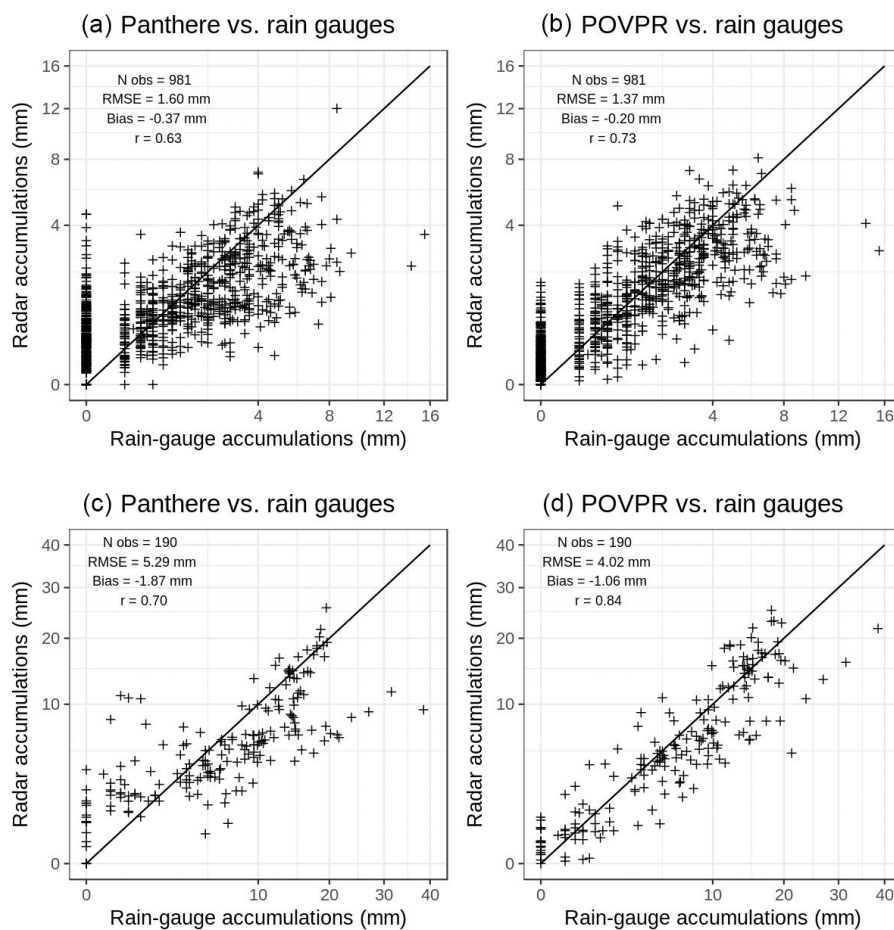 (a) Panthere vs. rain gauges
N obs = 981
RMSE = 1.60 mm
Bias = -0.37 mm
r = 0.63
16
12
8
4
0
Radar accumulations (mm)
0 4 8 12 16
Rain-gauge accumulations (mm)
(b) POVPR vs. rain gauges
N obs = 981
RMSE = 1.37 mm
Bias = -0.20 mm
r = 0.73
16
12
8
4
0
Radar accumulations (mm)
0 4 8 12 16
Rain-gauge accumulations (mm)
(c) Panthere vs. rain gauges
N obs = 190
RMSE = 5.29 mm
Bias = -1.87 mm
r = 0.70
40
30
20
10
0
Radar accumulations (mm)
0 10 20 30 40
Rain-gauge accumulations (mm)
(d) POVPR vs. rain gauges
N obs = 190
RMSE = 4.02 mm
Bias = -1.06 mm
r = 0.84
40
30
20
10
0
Radar accumulations (mm)
0 10 20 30 40
Rain-gauge accumulations (mm)